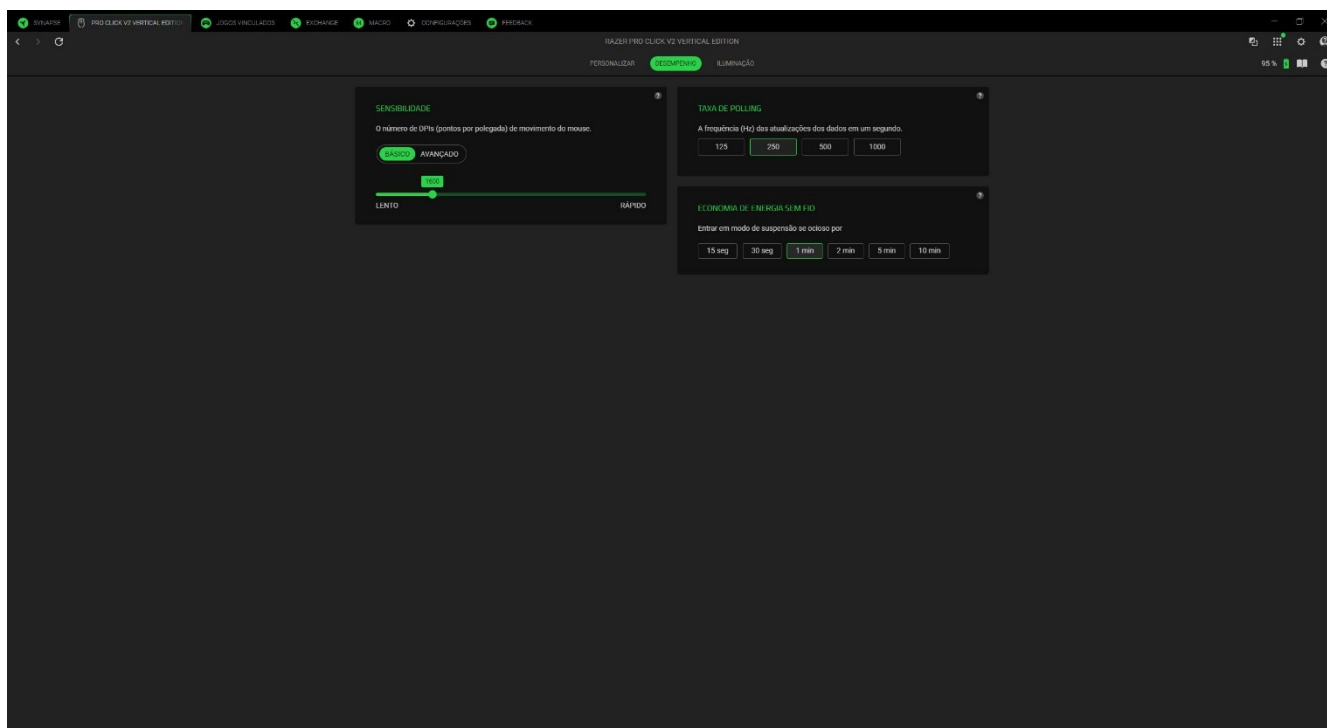 SYNAPSE PRO CLICK V2 VERTICAL EDITION JOGOS VINCULADOS EXCHANGE MACRO CONFIGURAÇÕES FEEDBACK
RAZER PRO CLICK V2 VERTICAL EDITION
PERSONALIZAR DESEMPENHO ILUMINAÇÃO 95 %
SENSIBILIDADE
O número de DPIs (pontos por polegada) de movimento do mouse.
BÁSICO AVANÇADO
1600
LENTO RÁPIDO
TAXA DE POLLING
A frequência (Hz) das atualizações dos dados em um segundo.
125 250 500 1000
ECONOMIA DE ENERGIA SEM FIO
Entrar em modo de suspensão se ocioso por
15 seg 30 seg 1 min 2 min 5 min 10 min